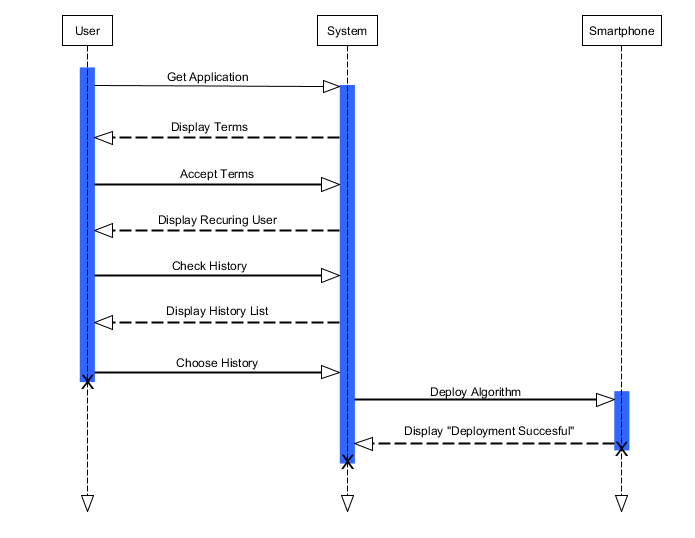 User
System
Smartphone
Get Application
Display Terms
Accept Terms
Display Recuring User
Check History
Display History List
Choose History
Deploy Algorithm
Display "Deployment Succesful"
X
X
X